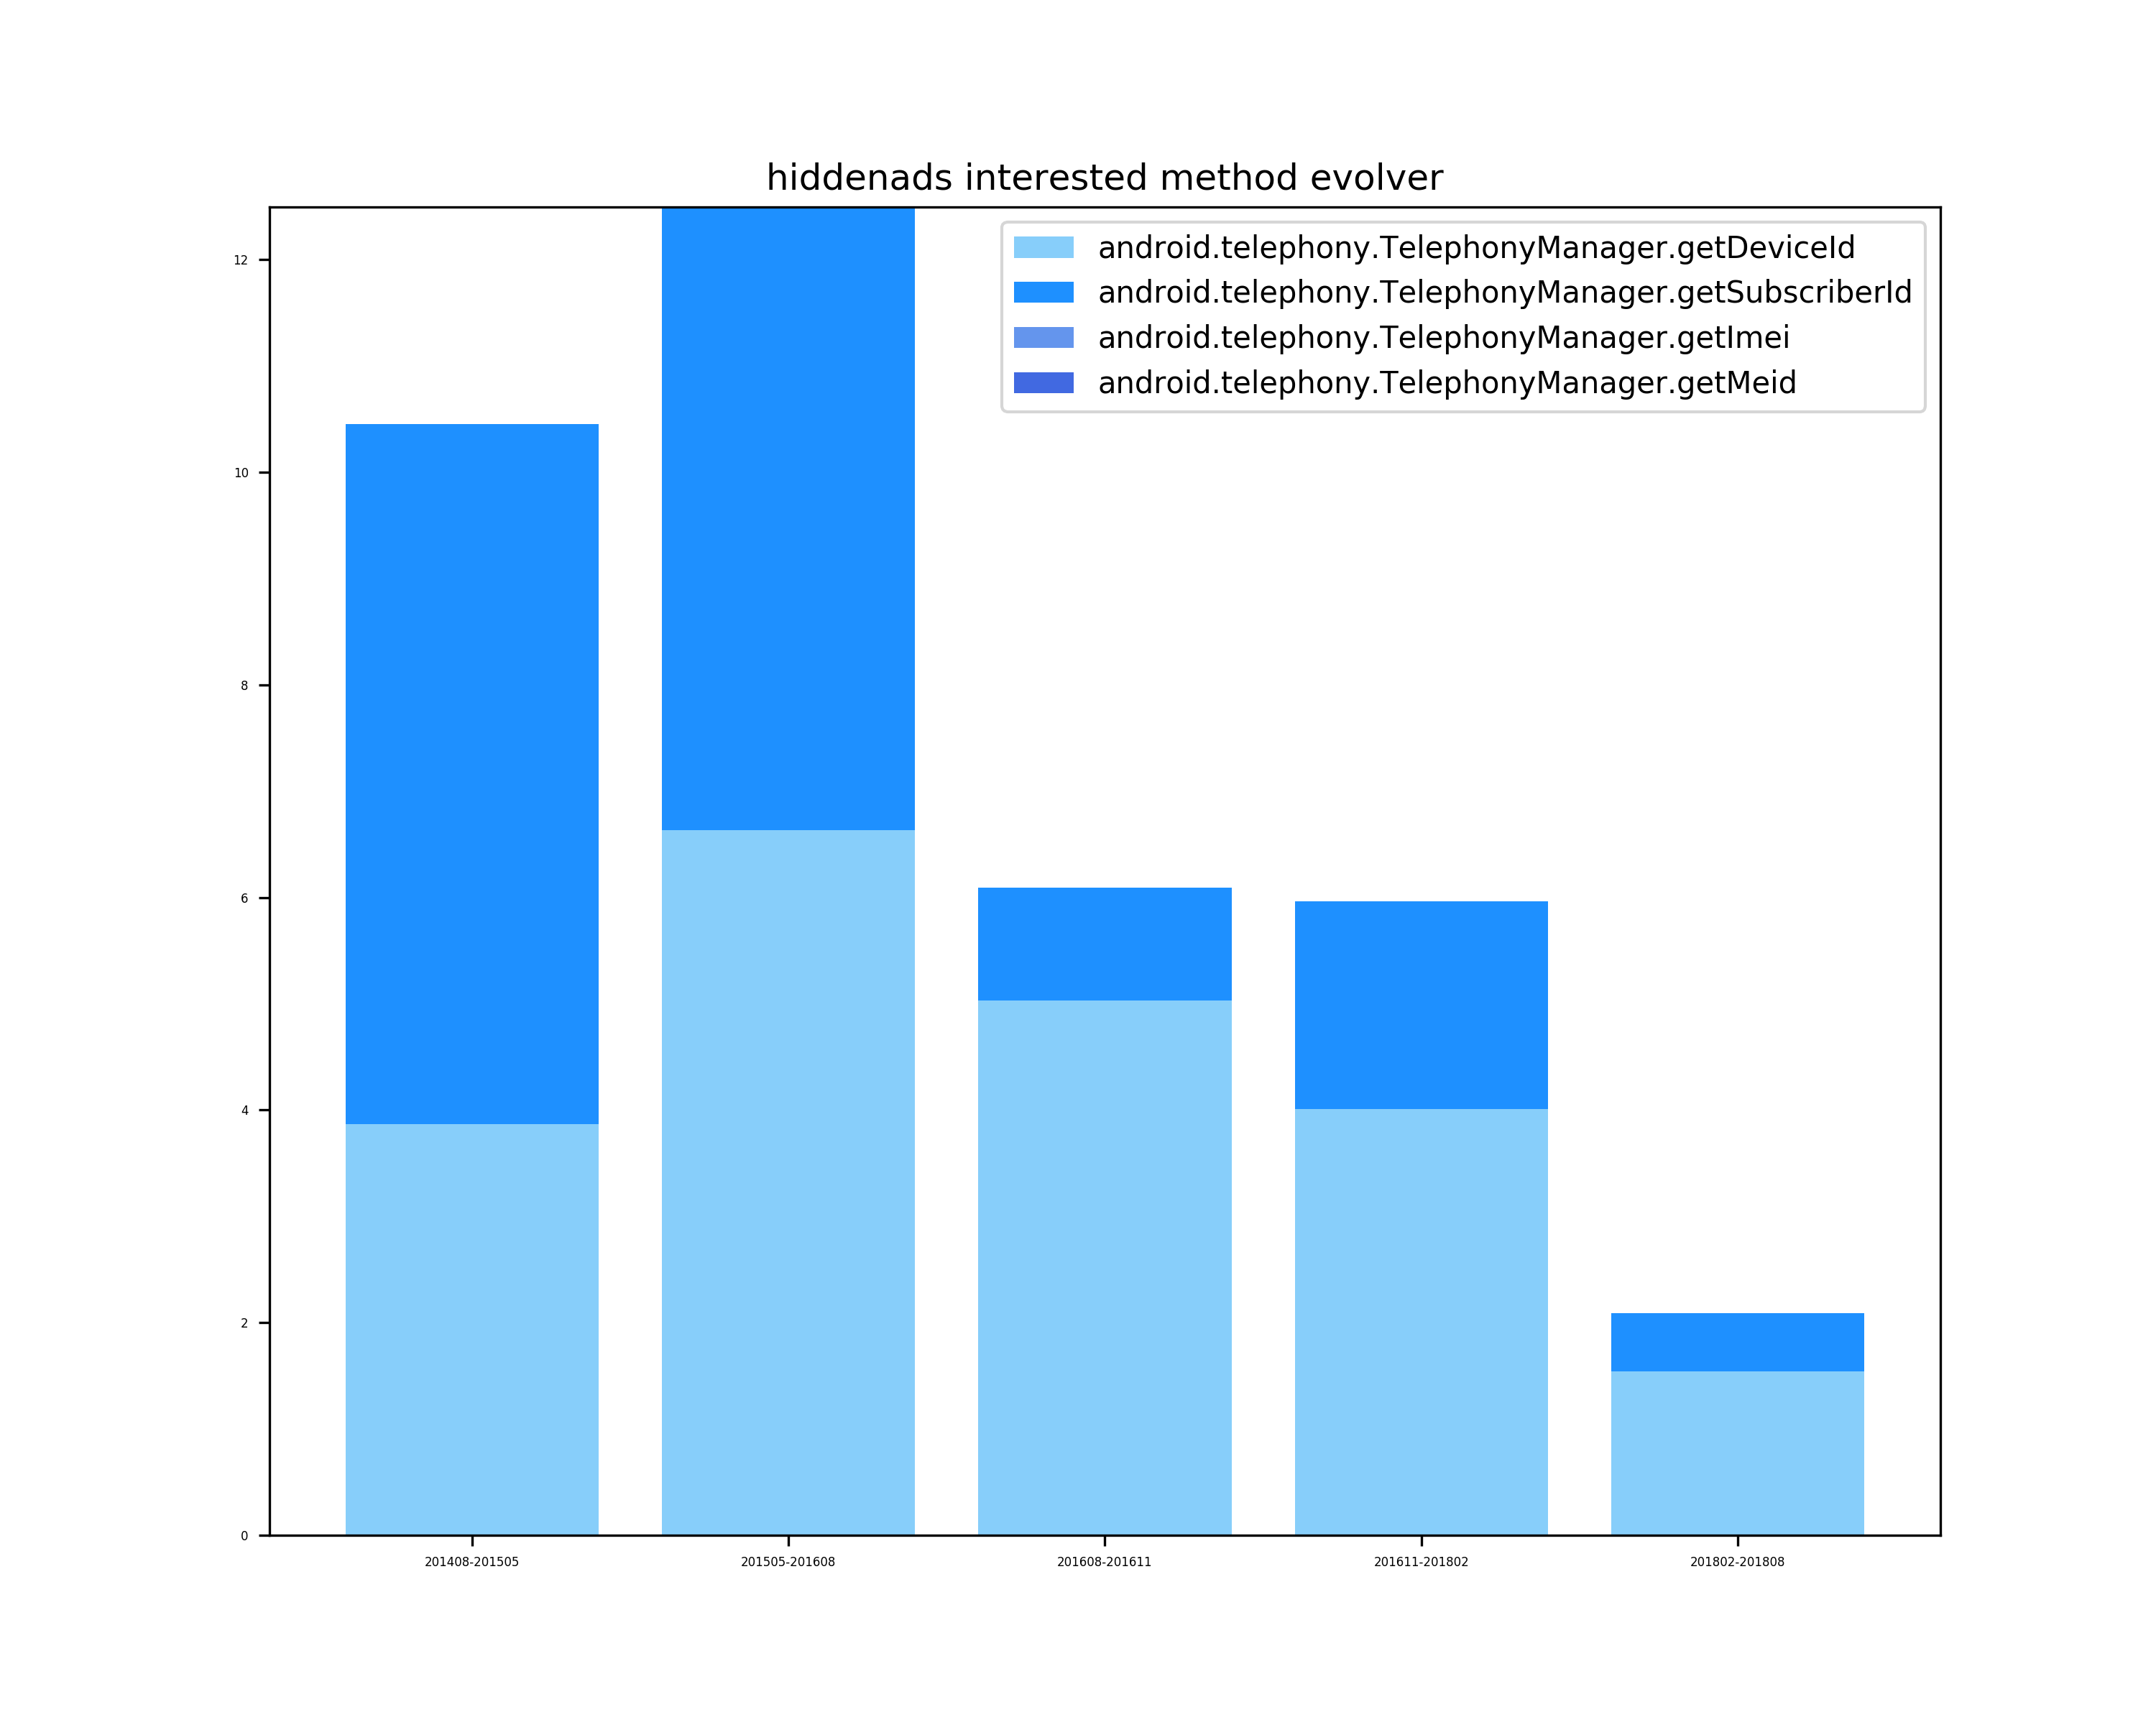 hiddenads interested method evolver
android.telephony.TelephonyManager.getDeviceId
android.telephony.TelephonyManager.getSubscriberId
android.telephony.TelephonyManager.getImei
android.telephony.TelephonyManager.getMeid
12
10
8
6
4
2
0
201408-201505
201505-201608
201608-201611
201611-201802
201802-201808